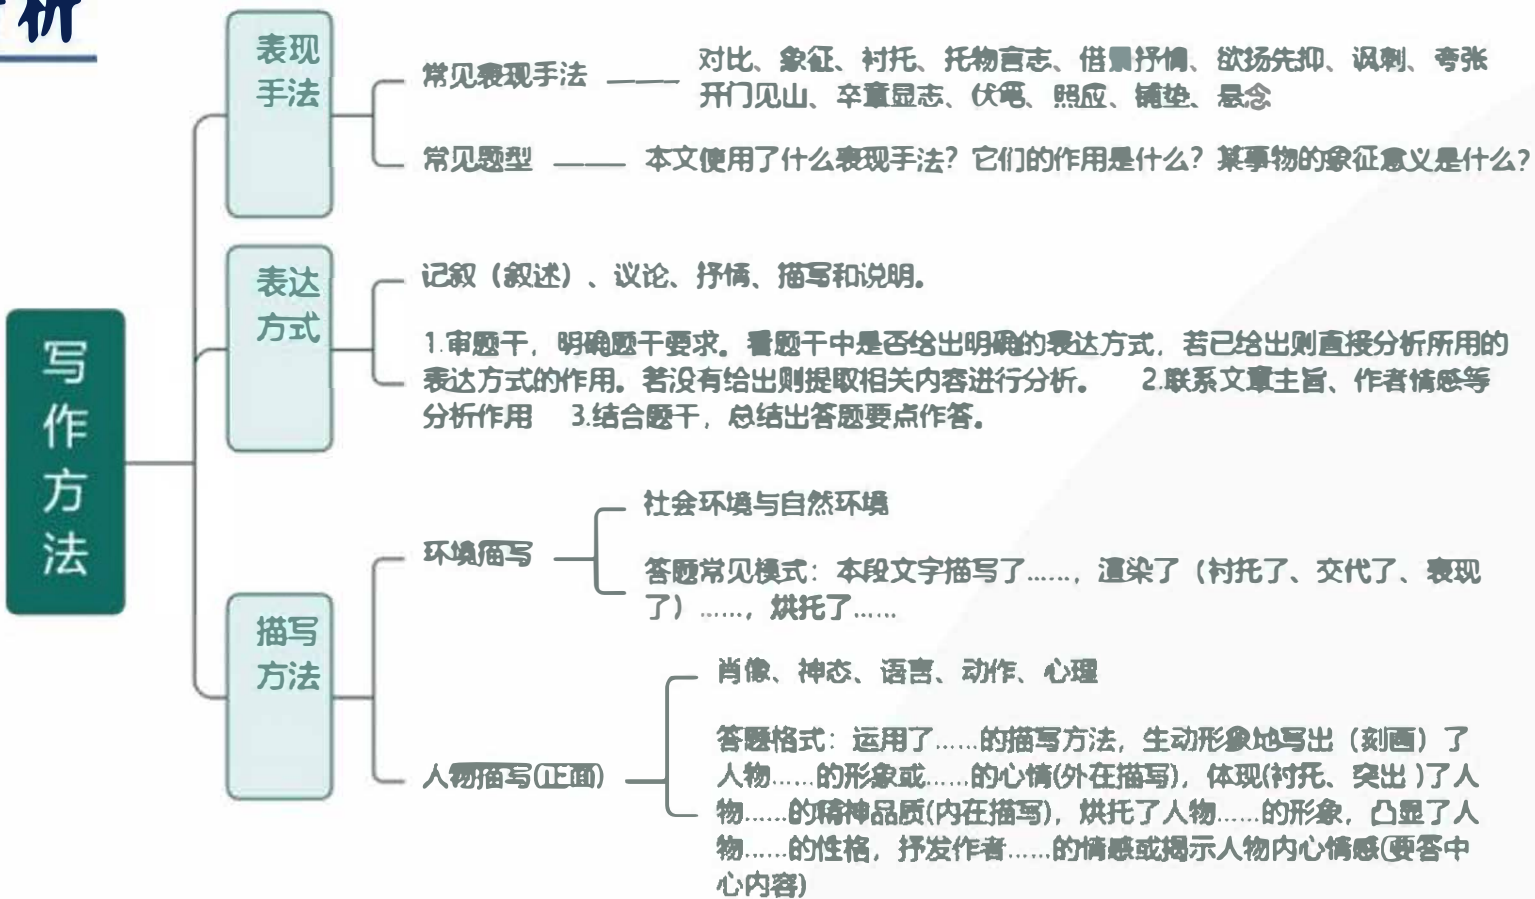 析
写作方法
表现
手法
常见表现手法
对比、象征、衬托、托物言志、借景抒情、欲扬先抑、讽刺、夸张
开门见山、卒章显志、伏笔、照应、铺垫、悬念
常见题型
本文使用了什么表现手法？它们的作用是什么？某事物的象征意义是什么？
表达
方式
记叙（叙述）、议论、抒情、描写和说明。
1.审题干，明确题干要求。看题干中是否给出明确的表达方式，若已给出则直接分析所用的
表达方式的作用。若没有给出则提取相关内容进行分析。 2.联系文章主旨、作者情感等
分析作用 3.结合题干，总结出答题要点作答。
描写
方法
环境描写
社会环境与自然环境
答题常见模式：本段文字描写了……，渲染了（衬托了、交代了、表现
了）……，烘托了……
人物描写(正面)
肖像、神态、语言、动作、心理
答题格式：运用了……的描写方法，生动形象地写出（刻画）了
人物……的形象或……的心情(外在描写)，体现(衬托、突出 )了人
物……的精神品质(内在描写)，烘托了人物……的形象，凸显了人
物……的性格，抒发作者……的情感或揭示人物内心情感(要答中
心内容)